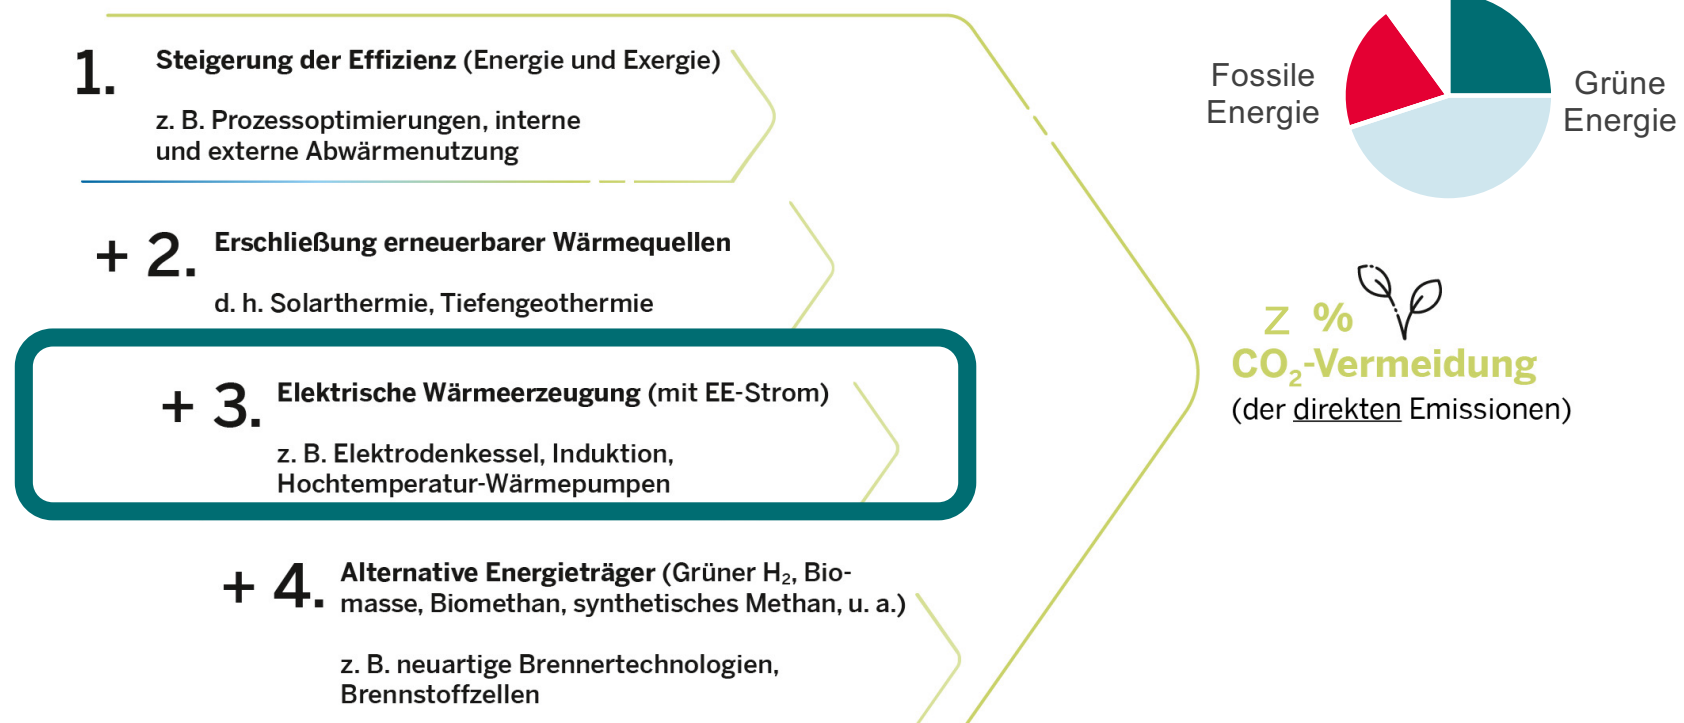 1. Steigerung der Effizienz (Energie und Exergie)
z. B. Prozessoptimierungen, interne
und externe Abwärmenutzung
+ 2. Erschließung erneuerbarer Wärmequellen
d. h. Solarthermie, Tiefengeothermie
+ 3. Elektrische Wärmeerzeugung (mit EE-Strom)
z. B. Elektrodenkessel, Induktion,
Hochtemperatur-Wärmepumpen
+ 4. Alternative Energieträger (Grüner H₂, Bio-
masse, Biomethan, synthetisches Methan, u. a.)
z. B. neuartige Brennertechnologien,
Brennstoffzellen
Fossile
Energie
Grüne
Energie
z %
CO₂-Vermeidung
(der direkten Emissionen)